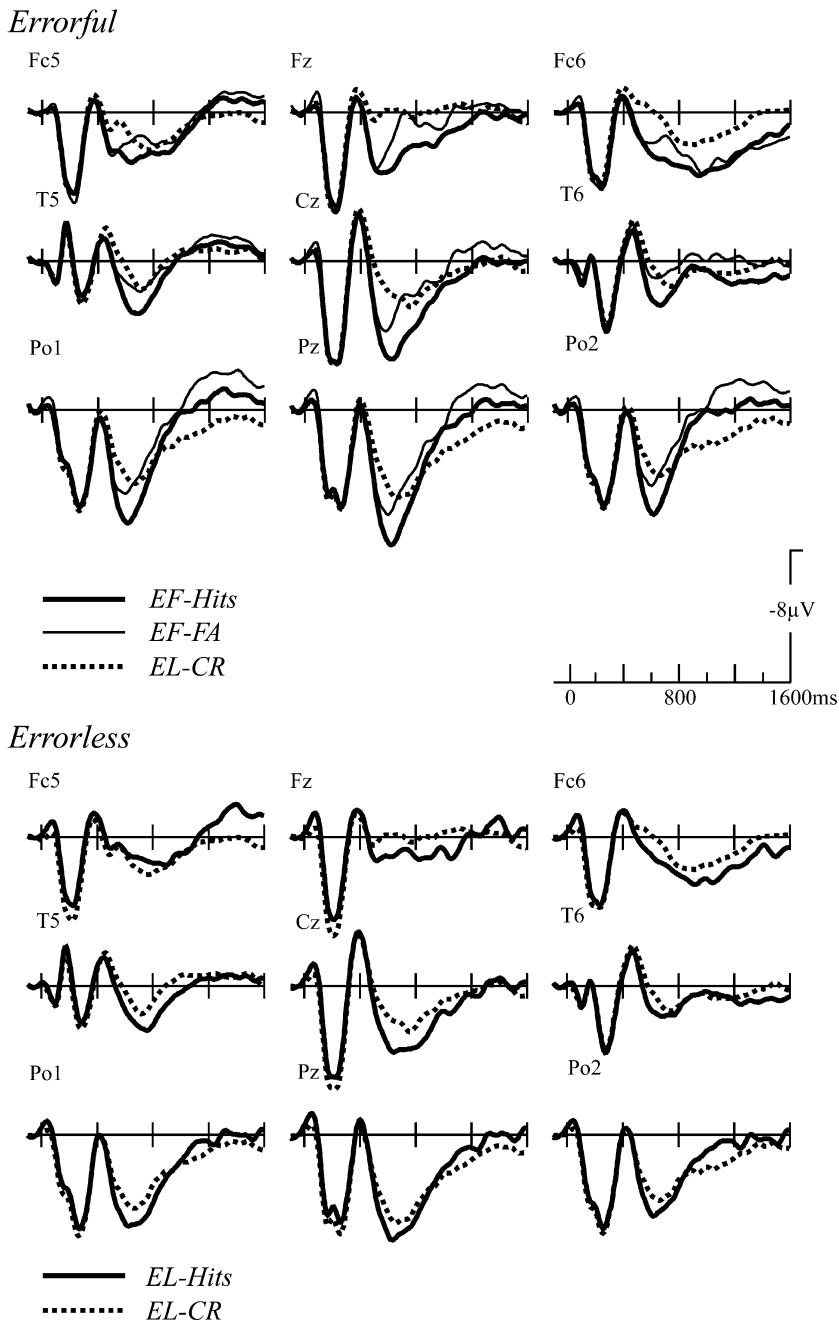 Errorful
Fc5 Fz Fc6
T5 Cz T6
Po1 Pz Po2
EF-Hits
EF-FA
EL-CR
-8μV
0 800 1600ms
Errorless
Fc5 Fz Fc6
T5 Cz T6
Po1 Pz Po2
EL-Hits
EL-CR